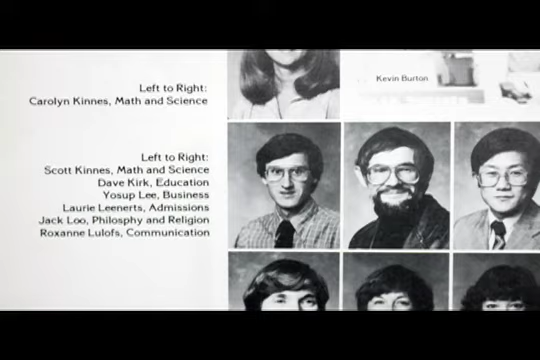 Left to Right:
Carolyn Kinnes, Math and Science
Kevin Burton
Left to Right:
Scott Kinnes, Math and Science
Dave Kirk, Education
Yosup Lee, Business
Laurie Leenerts, Admissions
Jack Loo, Philosphy and Religion
Roxanne Lulofs, Communication